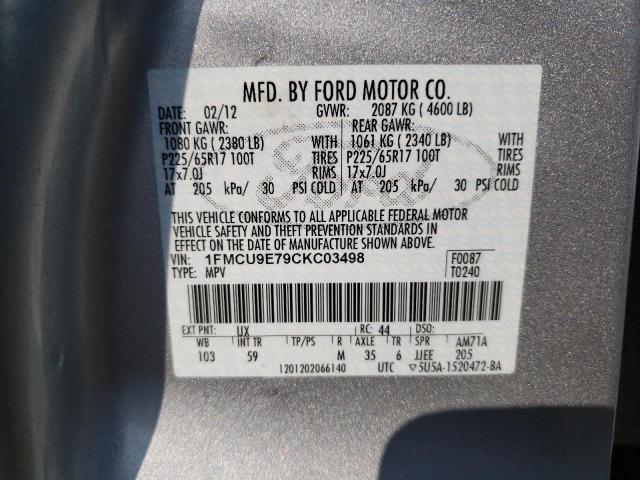 MFD. BY FORD MOTOR CO.
DATE: 02/12 GVWR: 2087 KG ( 4600 LB)
FRONT GAWR: REAR GAWR:
1080 KG ( 2380 LB) WITH 1061 KG ( 2340 LB) WITH
P225/65R17 100T TIRES P225/65R17 100T TIRES
17x7.0J RIMS 17x7.0J RIMS
AT 205 kPa/ 30 PSI COLD AT 205 kPa/ 30 PSI COLD
THIS VEHICLE CONFORMS TO ALL APPLICABLE FEDERAL MOTOR
VEHICLE SAFETY AND THEFT PREVENTION STANDARDS IN
EFFECT ON THE DATE OF MANUFACTURE SHOWN ABOVE.
VIN: 1FMCU9E79CKC03498 F0087
TYPE: MPV T0240
EXT PNT: UX RC: 44 DSO:
WB INT TR TP/PS R AXLE TR SPR AM71A
103 59 M 35 6 JJEE 205
1201202066140 UTC ▽5U5A-1520472-BA